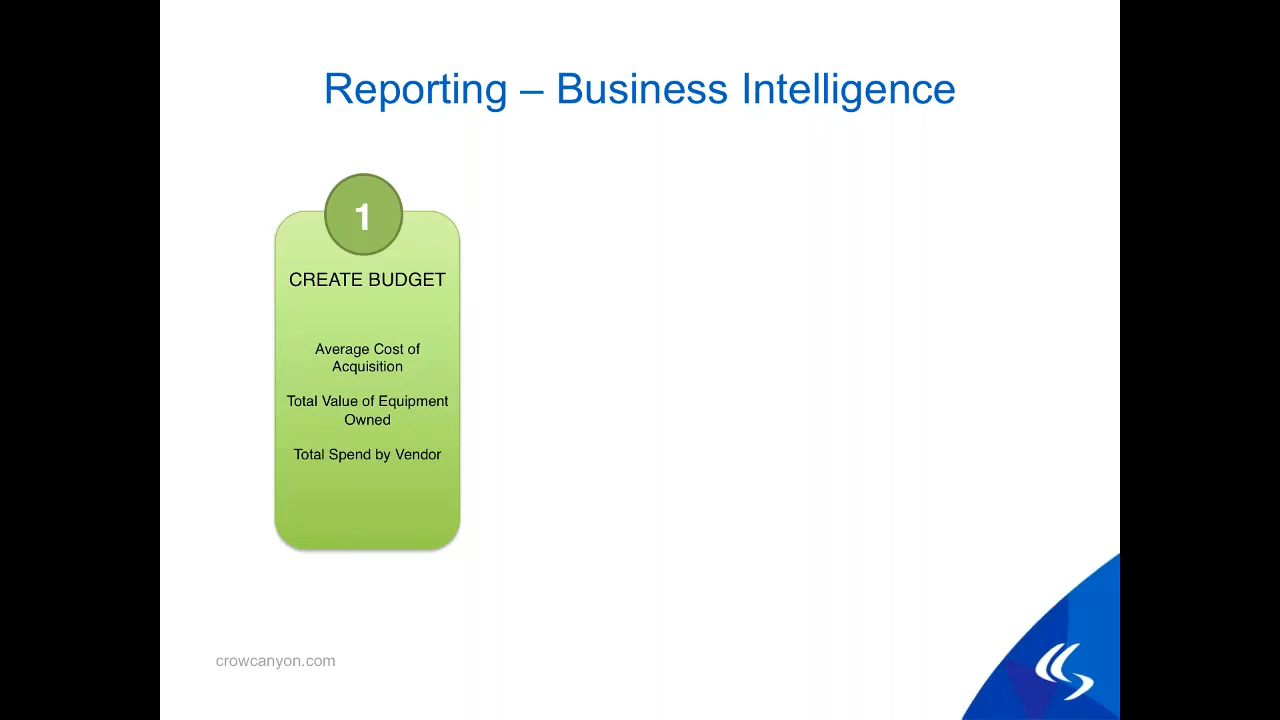 Reporting – Business Intelligence
1
CREATE BUDGET
Average Cost of
Acquisition
Total Value of Equipment
Owned
Total Spend by Vendor
crowcanyon.com